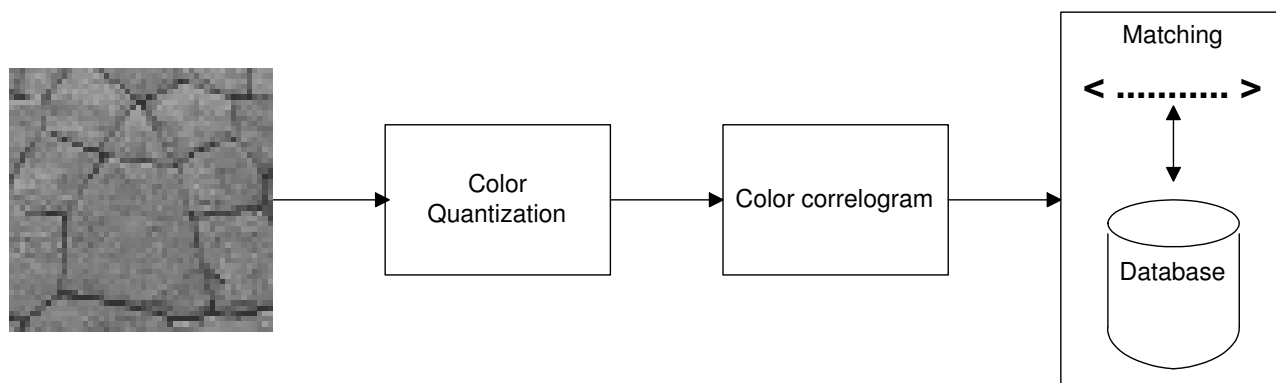 Matching
< ........... >
Color
Quantization
Color correlogram
Database